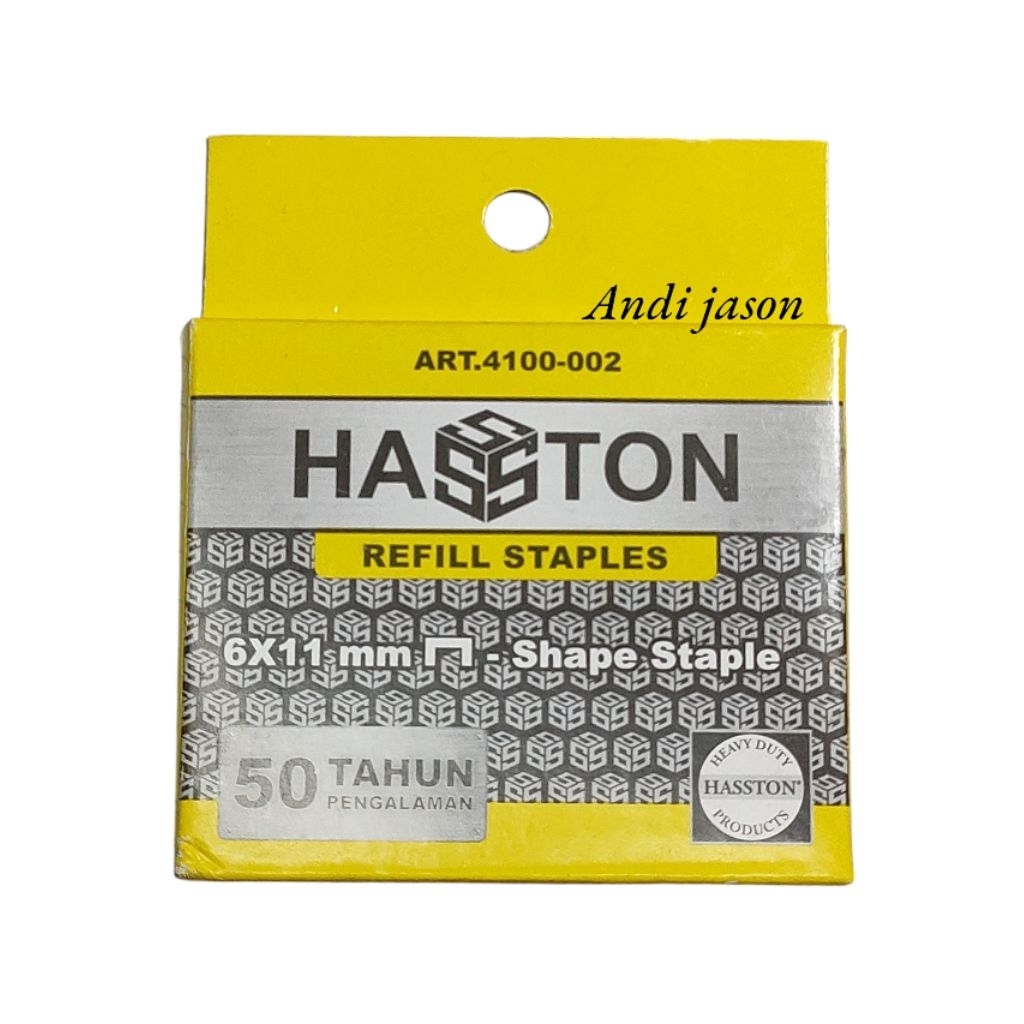 Andi jason
ART.4100-002
HASSTON
REFILL STAPLES
6X11 mm - Shape Staple
50 TAHUN
PENGALAMAN
HEAVY DUTY
HASSTON®
PRODUCTS